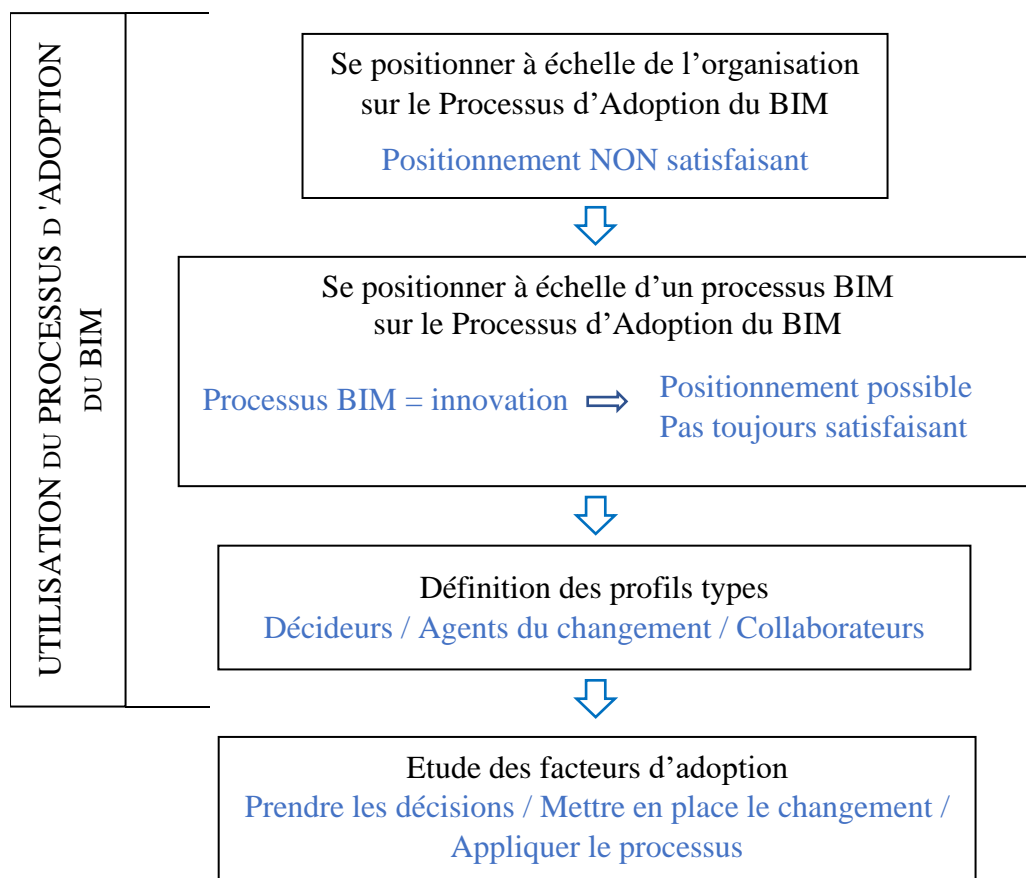 UTILISATION DU PROCESSUS D'ADOPTION
DU BIM
Se positionner à échelle de l’organisation
sur le Processus d’Adoption du BIM
Positionnement NON satisfaisant
Se positionner à échelle d’un processus BIM
sur le Processus d’Adoption du BIM
Processus BIM = innovation
Positionnement possible
Pas toujours satisfaisant
Définition des profils types
Décideurs / Agents du changement / Collaborateurs
Etude des facteurs d’adoption
Prendre les décisions / Mettre en place le changement /
Appliquer le processus